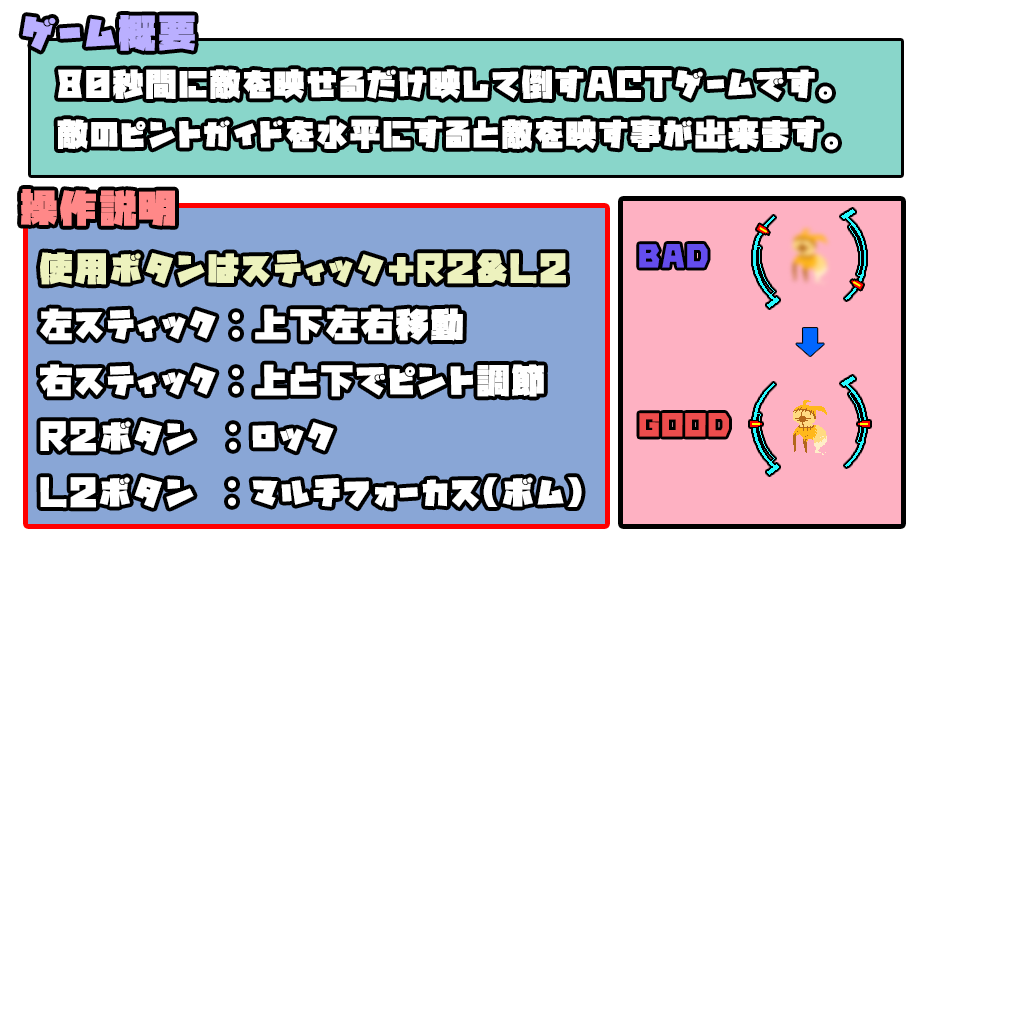 ゲーム概要
80秒間に敵を映せるだけ映して倒すACTゲームです。
敵のピントガイドを水平にすると敵を映す事が出来ます。
操作説明
使用ボタンはスティック+R2&L2
左スティック：上下左右移動
右スティック：上と下でピント調節
R2ボタン ：ロック
L2ボタン ：マルチフォーカス(ボム)
BAD
GOOD